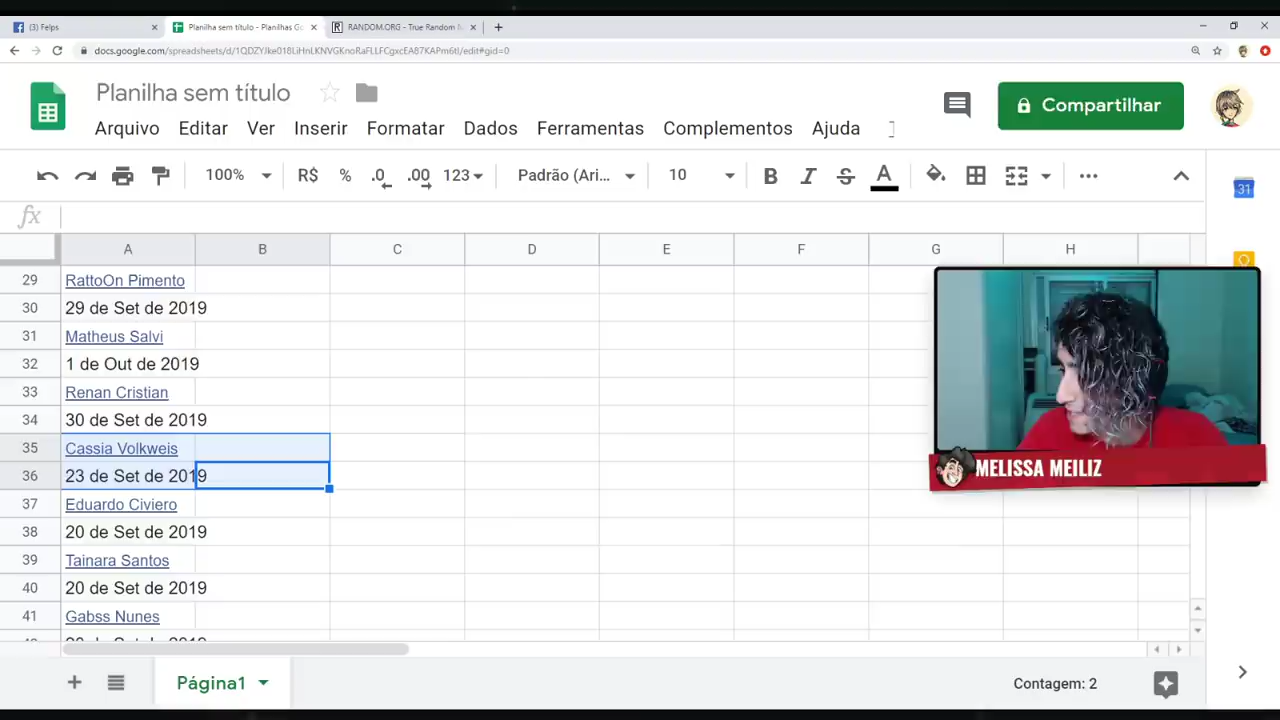 (3) Felps
Planilha sem título - Planilhas Go
RANDOM.ORG - True Random N
docs.google.com/spreadsheets/d/1QDZYJke018LiHnLKNVGKnoRaFLLFCgxcEA87KAPm6tI/edit#gid=0
Planilha sem título
Compartilhar
Arquivo Editar Ver Inserir Formatar Dados Ferramentas Complementos Ajuda
100% R$ % .0 .00 123 Padrão (Ari... 10 B I S A
31
fx
A B C D E F G H
29 RattoOn Pimento
30 29 de Set de 2019
31 Matheus Salvi
32 1 de Out de 2019
33 Renan Cristian
34 30 de Set de 2019
35 Cassia Volkweis
36 23 de Set de 2019
37 Eduardo Civiero
38 20 de Set de 2019
39 Tainara Santos
40 20 de Set de 2019
41 Gabss Nunes
MELISSA MEILIZ
Página1
Contagem: 2